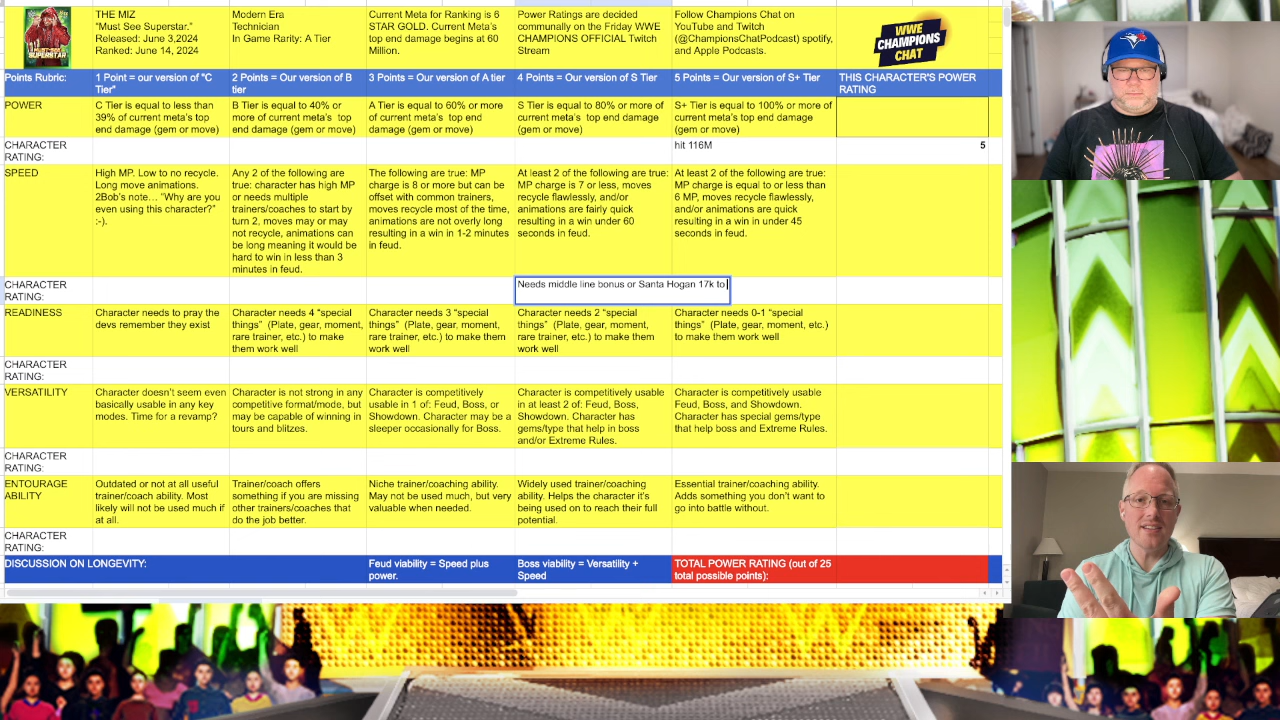 THE MIZ
“Must See Superstar.”
Released: June 3,2024
Ranked: June 14, 2024
Modern Era
Technician
In Game Rarity: A Tier
Current Meta for Ranking is 6
STAR GOLD. Current Meta’s
top end damage begins at 60
Million.
Power Ratings are decided
communally on the Friday WWE
CHAMPIONS OFFICIAL Twitch
Stream
Follow Champions Chat on
YouTube and Twitch
(@ChampionsChatPodcast) spotify,
and Apple Podcasts.
WWE
CHAMPIONS
CHAT
Points Rubric:
1 Point = our version of "C
Tier"
2 Points = Our version of B
tier
3 Points = Our version of A tier
4 Points = Our version of S Tier
5 Points = Our version of S+ Tier
THIS CHARACTER'S POWER
RATING
POWER
C Tier is equal to less than
39% of current meta’s top
end damage (gem or move)
B Tier is equal to 40% or
more of current meta’s top
end damage (gem or move)
A Tier is equal to 60% or more
of current meta’s top end
damage (gem or move)
S Tier is equal to 80% or more of
current meta’s top end damage
(gem or move)
S+ Tier is equal to 100% or more of
current meta’s top end damage
(gem or move)
CHARACTER
RATING:
hit 116M
5
SPEED
High MP. Low to no recycle.
Long move animations.
2Bob’s note… “Why are you
even using this character?”
:-).
Any 2 of the following are
true: character has high MP
or needs multiple
trainers/coaches to start by
turn 2, moves may or may
not recycle, animations can
be long meaning it would be
hard to win in less than 3
minutes in feud.
The following are true: MP
charge is 8 or more but can be
offset with common trainers,
moves recycle most of the time,
animations are not overly long
resulting in a win in 1-2 minutes
in feud.
At least 2 of the following are true:
MP charge is 7 or less, moves
recycle flawlessly, and/or
animations are fairly quick
resulting in a win under 60
seconds in feud.
At least 2 of the following are true:
MP charge is equal to or less than
6 MP, moves recycle flawlessly,
and/or animations are quick
resulting in a win in under 45
seconds in feud.
CHARACTER
RATING:
Needs middle line bonus or Santa Hogan 17k to
READINESS
Character needs to pray the
devs remember they exist
Character needs 4 “special
things” (Plate, gear, moment,
rare trainer, etc.) to make
them work well
Character needs 3 “special
things” (Plate, gear, moment,
rare trainer, etc.) to make them
work well
Character needs 2 “special
things” (Plate, gear, moment,
rare trainer, etc.) to make them
work well
Character needs 0-1 “special
things” (Plate, gear, moment, etc.)
to make them work well
CHARACTER
RATING:
VERSATILITY
Character doesn’t seem even
basically usable in any key
modes. Time for a revamp?
Character is not strong in any
competitive format/mode, but
may be capable of winning in
tours and blitzes.
Character is competitively
usable in 1 of: Feud, Boss, or
Showdown. Character may be a
sleeper occasionally for Boss.
Character is competitively usable
in at least 2 of: Feud, Boss,
Showdown. Character has
gems/type that help in boss
and/or Extreme Rules.
Character is competitively usable
Feud, Boss, and Showdown.
Character has special gems/type
that help boss and Extreme Rules.
CHARACTER
RATING:
ENTOURAGE
ABILITY
Outdated or not at all useful
trainer/coach ability. Most
likely will not be used much if
at all.
Trainer/coach offers
something if you are missing
other trainers/coaches that
do the job better.
Niche trainer/coaching ability.
May not be used much, but very
valuable when needed.
Widely used trainer/coaching
ability. Helps the character it’s
being used on to reach their full
potential.
Essential trainer/coaching ability.
Adds something you don’t want to
go into battle without.
CHARACTER
RATING:
DISCUSSION ON LONGEVITY:
Feud viability = Speed plus
power.
Boss viability = Versatility +
Speed
TOTAL POWER RATING (out of 25
total possible points):